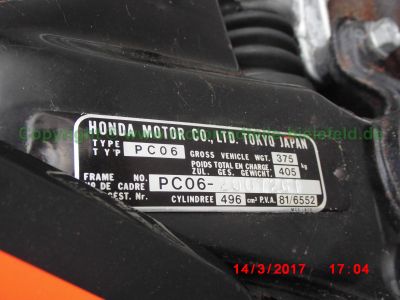 HONDA MOTOR CO., LTD. TOKYO JAPAN
TYPE
TYP PC06 GROSS VEHICLE WGT. 375
POIDS TOTAL EN CHARGE kg
ZUL. GES. GEWICHT. 405
FRAME NO.
NO DE CADRE PC06-
FGEST. Nr. CYLINDREE 496 cm³ P.V.A. 81/6552
14/3/2017 17:04